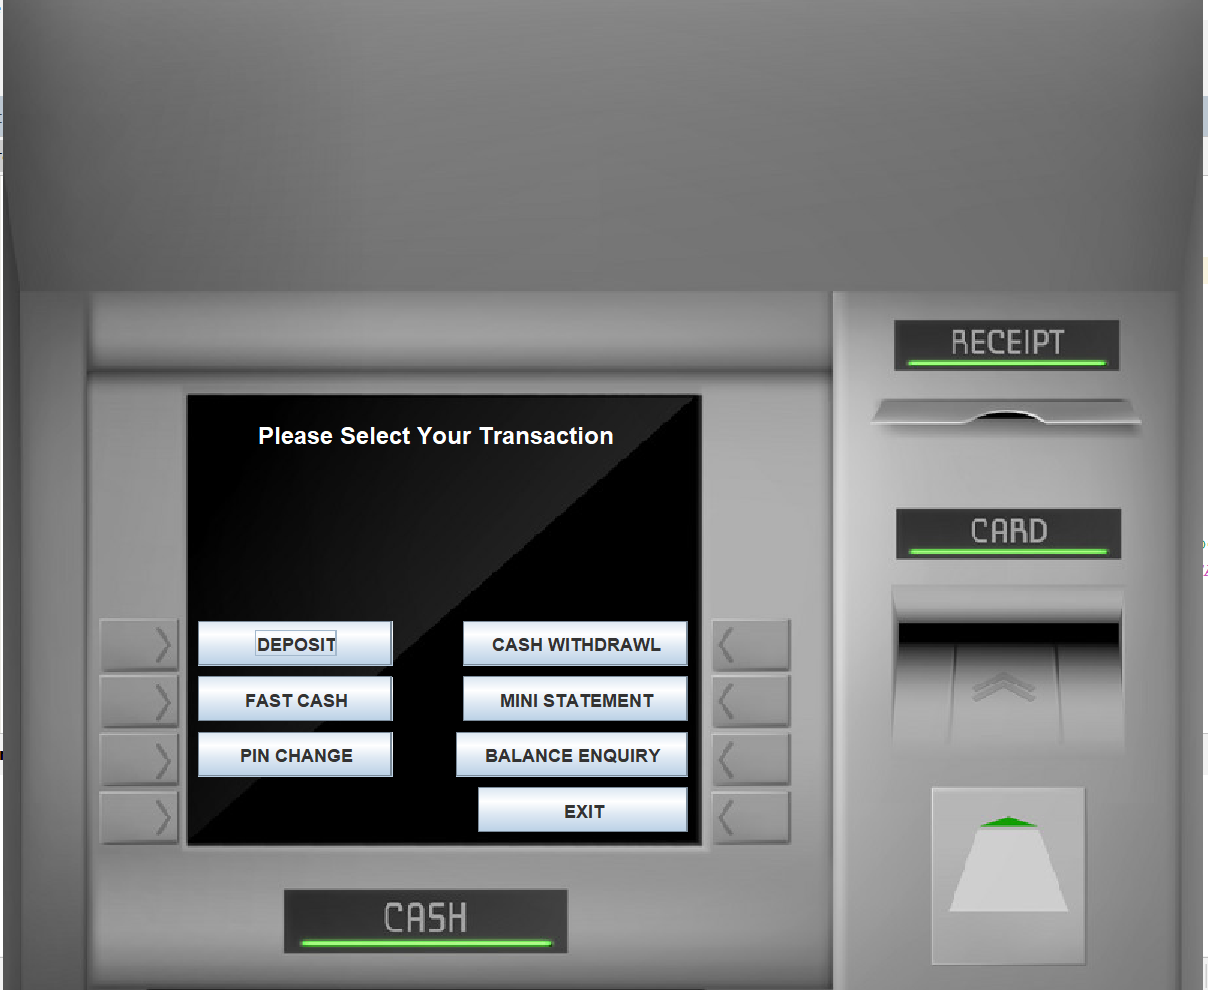 RECEIPT
Please Select Your Transaction
CARD
DEPOSIT
CASH WITHDRAWL
FAST CASH
MINI STATEMENT
PIN CHANGE
BALANCE ENQUIRY
EXIT
CASH